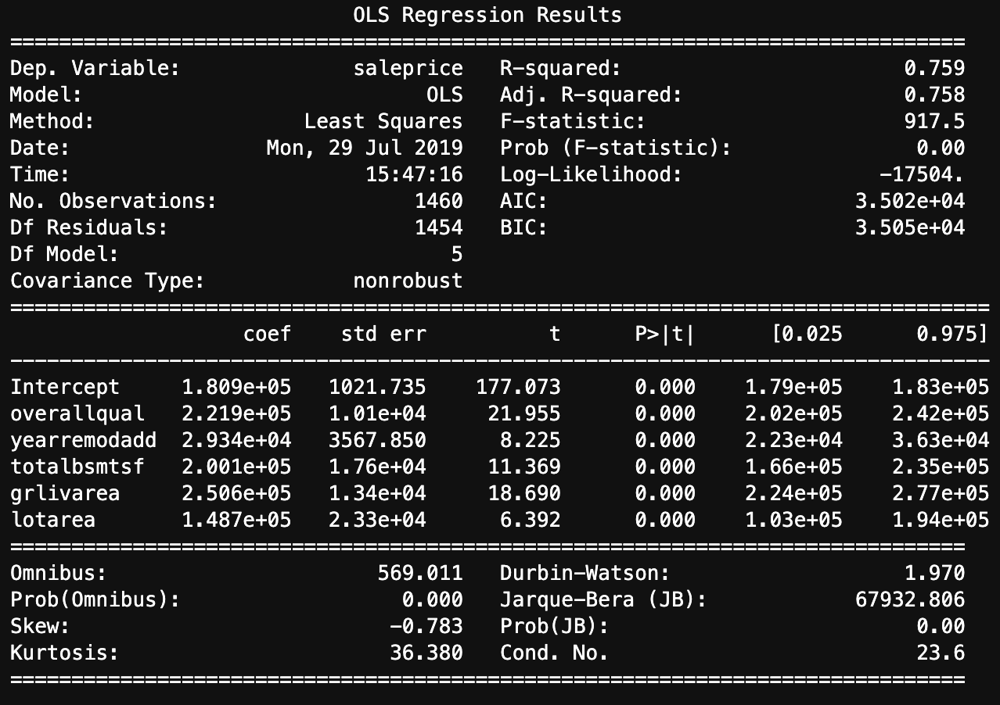 OLS Regression Results
==============================================================================
Dep. Variable:              saleprice   R-squared:                       0.759
Model:                            OLS   Adj. R-squared:                  0.758
Method:                 Least Squares   F-statistic:                     917.5
Date:                Mon, 29 Jul 2019   Prob (F-statistic):               0.00
Time:                        15:47:16   Log-Likelihood:                -17504.
No. Observations:                1460   AIC:                         3.502e+04
Df Residuals:                    1454   BIC:                         3.505e+04
Df Model:                           5
Covariance Type:            nonrobust
================================================================================
                   coef    std err          t      P>|t|      [0.025      0.975]
--------------------------------------------------------------------------------
Intercept     1.809e+05   1021.735    177.073      0.000    1.79e+05    1.83e+05
overallqual   2.219e+05   1.01e+04     21.955      0.000    2.02e+05    2.42e+05
yearremodadd  2.934e+04   3567.850      8.225      0.000    2.23e+04    3.63e+04
totalbsmtsf   2.001e+05   1.76e+04     11.369      0.000    1.66e+05    2.35e+05
grlivarea     2.506e+05   1.34e+04     18.690      0.000    2.24e+05    2.77e+05
lotarea       1.487e+05   2.33e+04      6.392      0.000    1.03e+05    1.94e+05
==============================================================================
Omnibus:                      569.011   Durbin-Watson:                   1.970
Prob(Omnibus):                  0.000   Jarque-Bera (JB):            67932.806
Skew:                          -0.783   Prob(JB):                         0.00
Kurtosis:                      36.380   Cond. No.                         23.6
==============================================================================